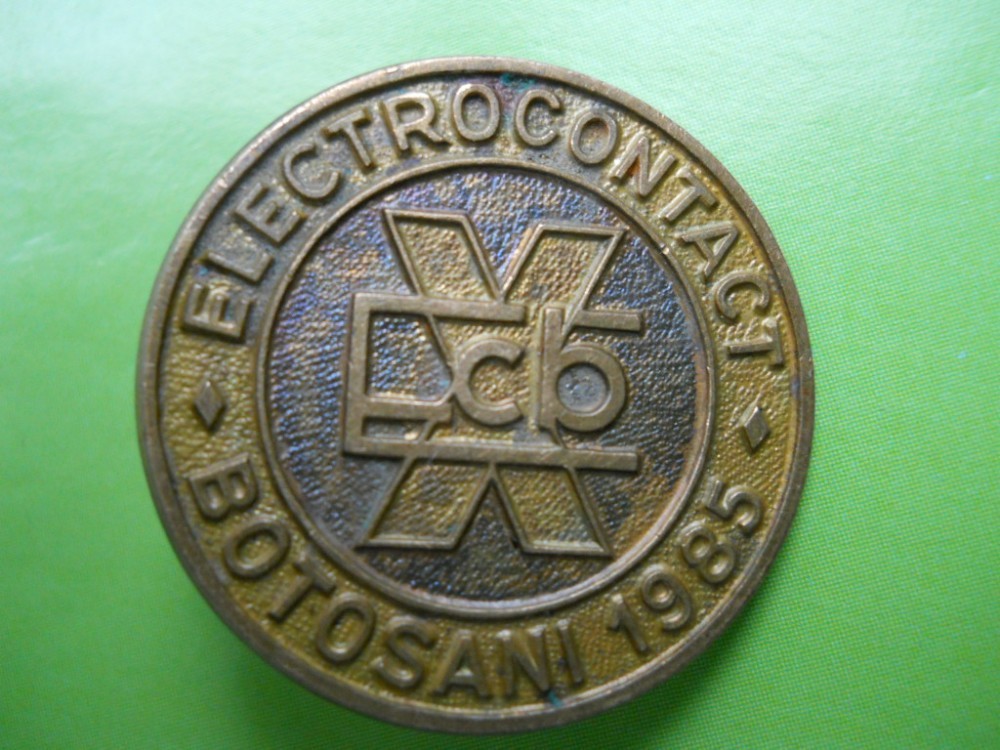 ELECTROCONTACT
X
Ecb
BOTOSANI 1985